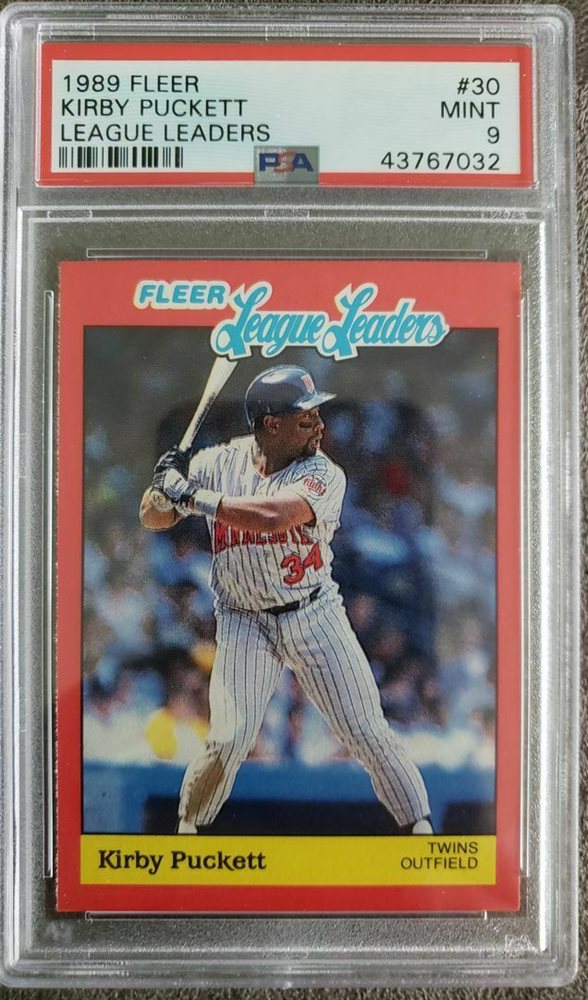 1989 FLEER #30
KIRBY PUCKETT MINT
LEAGUE LEADERS 9
PSA 43767032
FLEER League Leaders
MINNESOTA
34
Kirby Puckett
TWINS
OUTFIELD